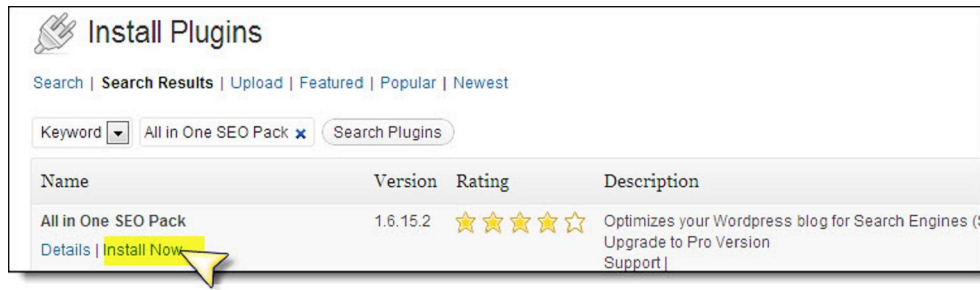 Install Plugins
Search | Search Results | Upload | Featured | Popular | Newest
Keyword All in One SEO Pack x Search Plugins
Name Version Rating Description
All in One SEO Pack 1.6.15.2 Optimizes your Wordpress blog for Search Engines (
Details | Install Now Upgrade to Pro Version
Support |